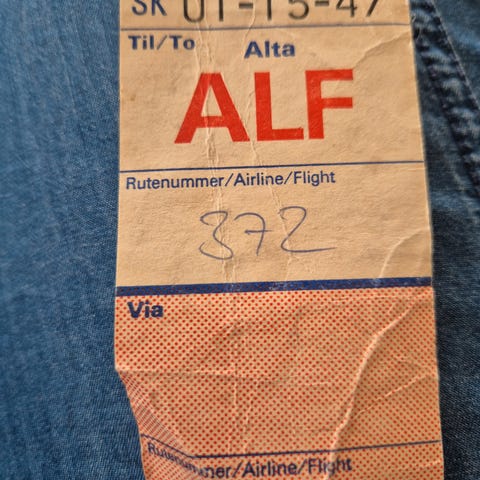 SK 01-15-47
Til/To Alta
ALF
Rutenummer/Airline/Flight
372
Via
Rutenummer/Airline/Flight